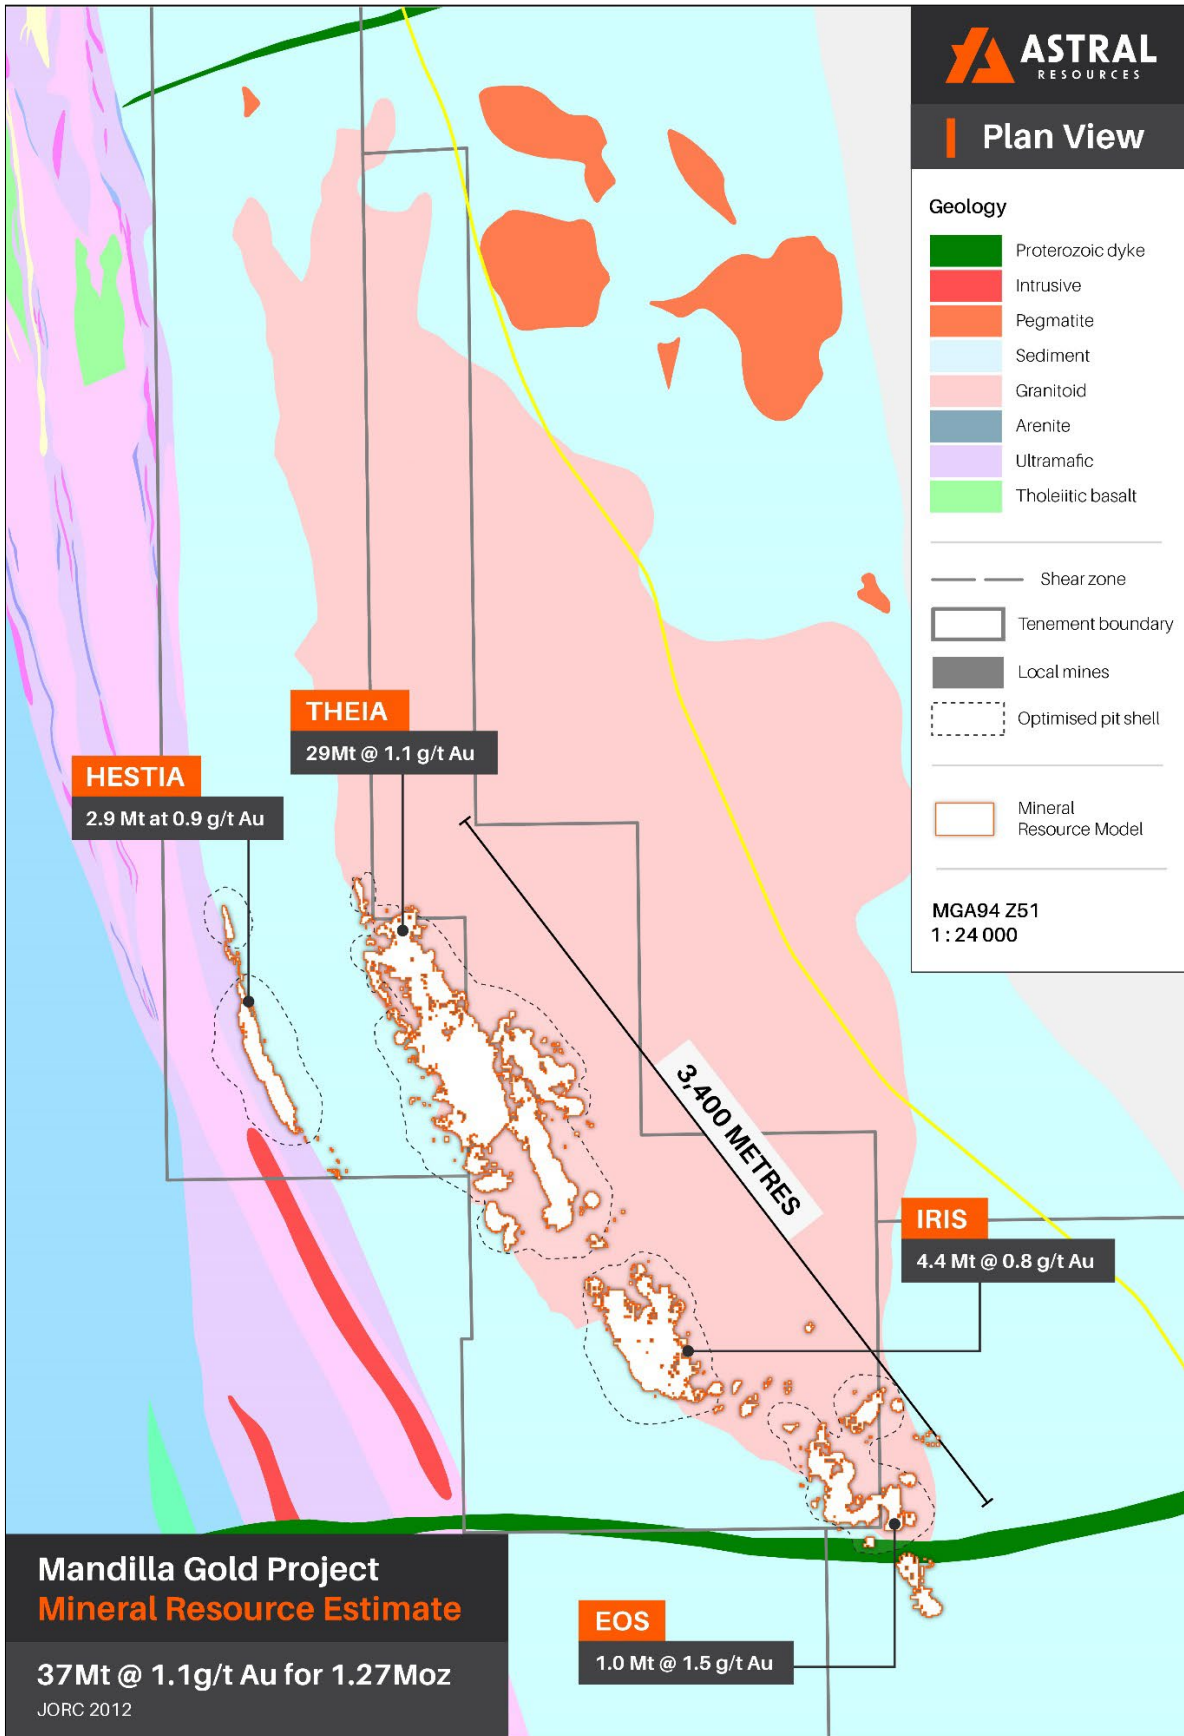 ASTRAL
RESOURCES
Plan View
Geology
Proterozoic dyke
Intrusive
Pegmatite
Sediment
Granitoid
Arenite
Ultramafic
Tholeiitic basalt
Shear zone
Tenement boundary
Local mines
Optimised pit shell
Mineral
Resource Model
MGA94 Z51
1 : 24 000
THEIA
29Mt @ 1.1 g/t Au
HESTIA
2.9 Mt at 0.9 g/t Au
3,400 METRES
IRIS
4.4 Mt @ 0.8 g/t Au
EOS
1.0 Mt @ 1.5 g/t Au
Mandilla Gold Project
Mineral Resource Estimate
37Mt @ 1.1g/t Au for 1.27Moz
JORC 2012